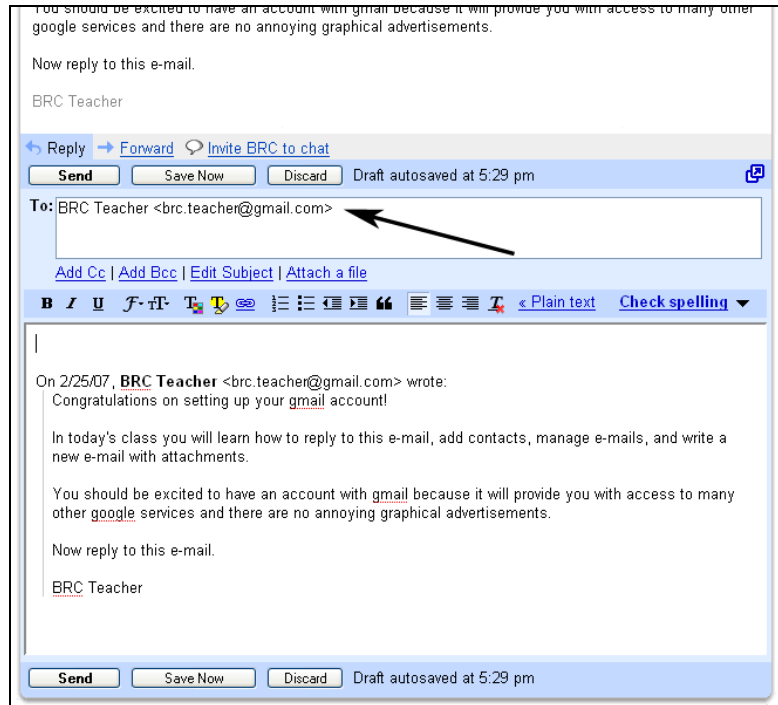 You should be excited to have an account with gmail because it will provide you with access to many other
google services and there are no annoying graphical advertisements.
Now reply to this e-mail.
BRC Teacher
Reply Forward Invite BRC to chat
Send Save Now Discard Draft autosaved at 5:29 pm
To: BRC Teacher <brc.teacher@gmail.com>
Add Cc | Add Bcc | Edit Subject | Attach a file
B I U F T T T T « Plain text Check spelling
On 2/25/07, BRC Teacher <brc.teacher@gmail.com> wrote:
Congratulations on setting up your gmail account!
In today's class you will learn how to reply to this e-mail, add contacts, manage e-mails, and write a
new e-mail with attachments.
You should be excited to have an account with gmail because it will provide you with access to many
other google services and there are no annoying graphical advertisements.
Now reply to this e-mail.
BRC Teacher
Send Save Now Discard Draft autosaved at 5:29 pm